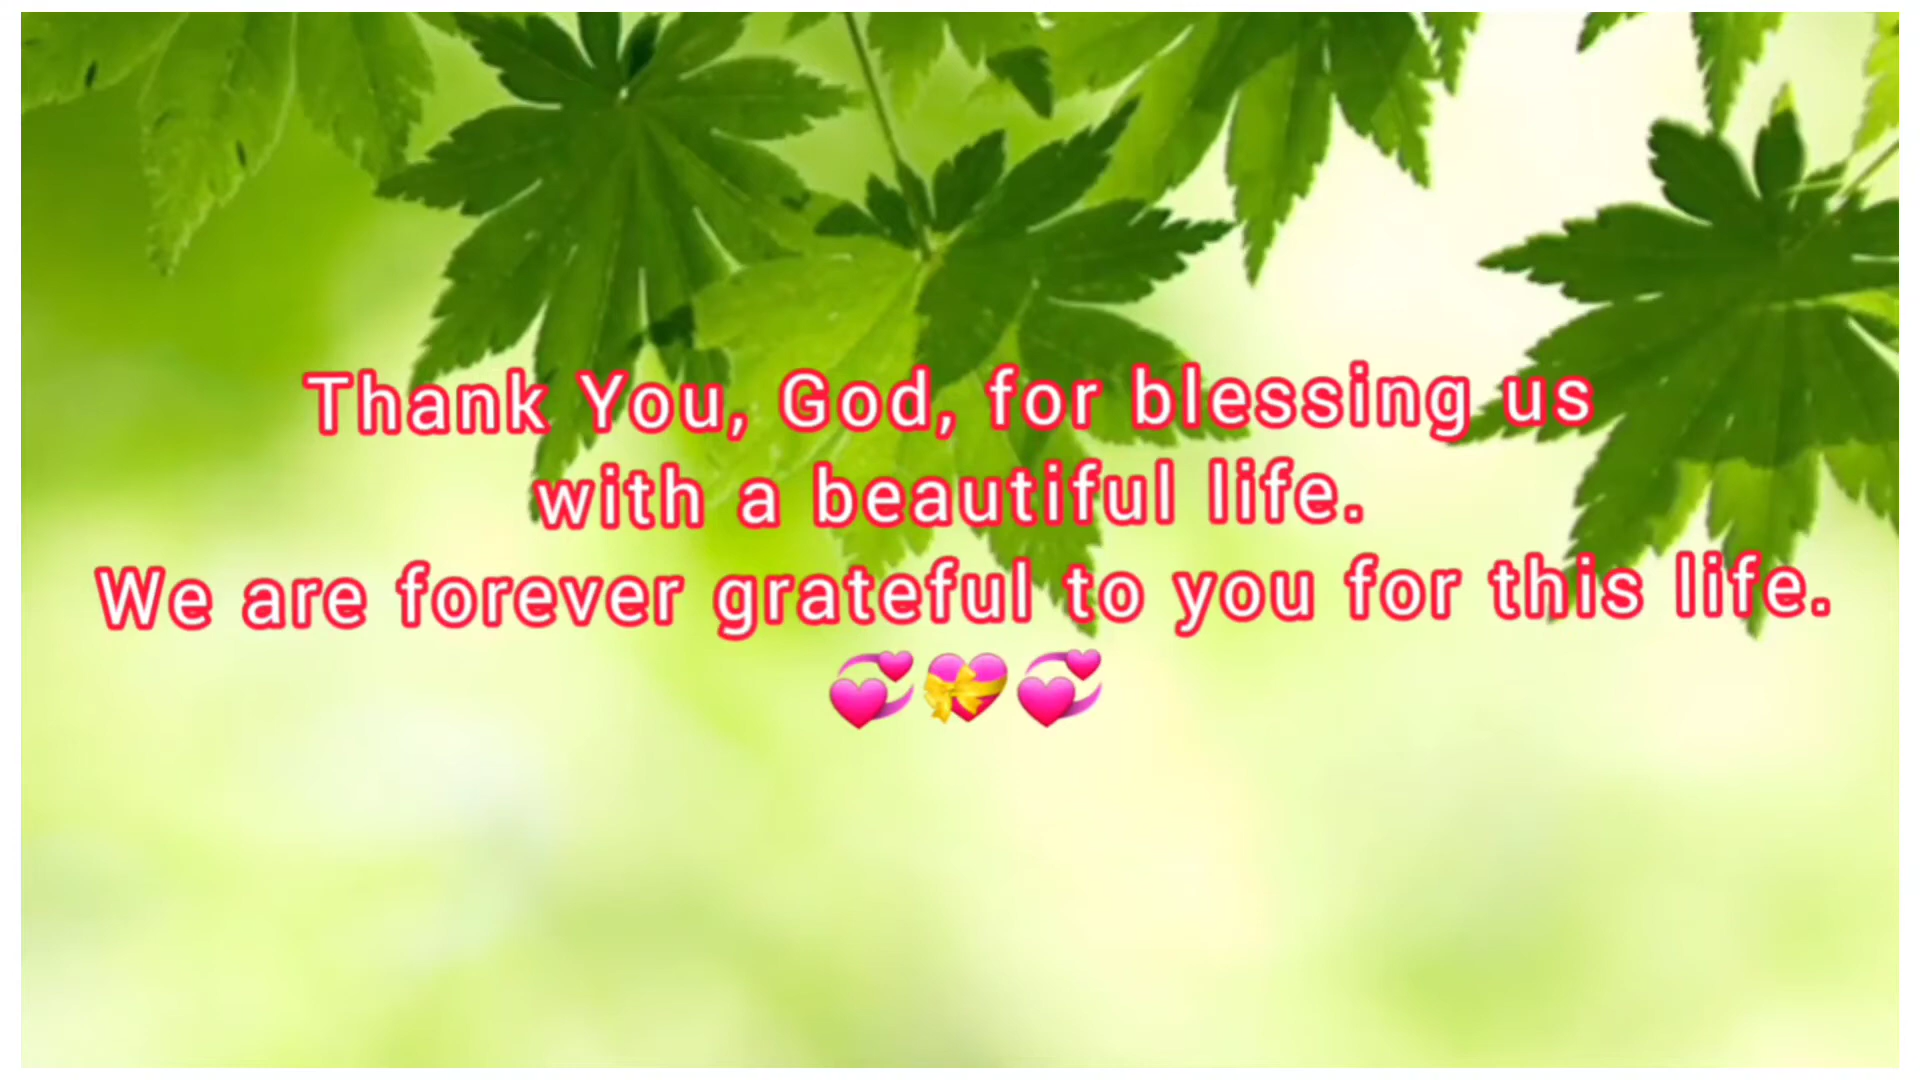 Thank You, God, for blessing us
with a beautiful life.
We are forever grateful to you for this life.
💞💝💞